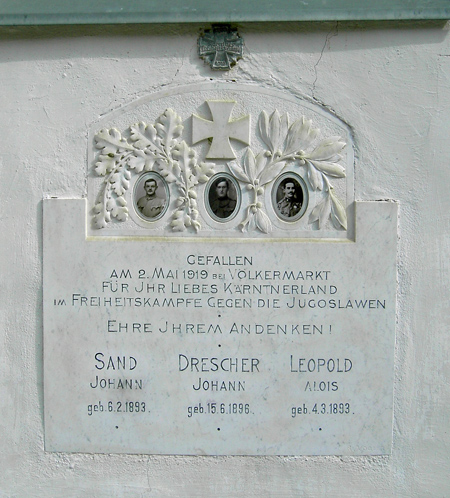 GEFALLEN
AM 2. MAI 1919 BEI VÖLKERMARKT
FÜR JHR LIEBES KÄRNTNERLAND
IM FREIHEITSKAMPFE GEGEN DIE JUGOSLAWEN
EHRE JHREM ANDENKEN!
SAND DRESCHER LEOPOLD
JOHANN JOHANN ALOIS
geb. 6.2.1893. geb. 15.6.1896. geb. 4.3.1893.